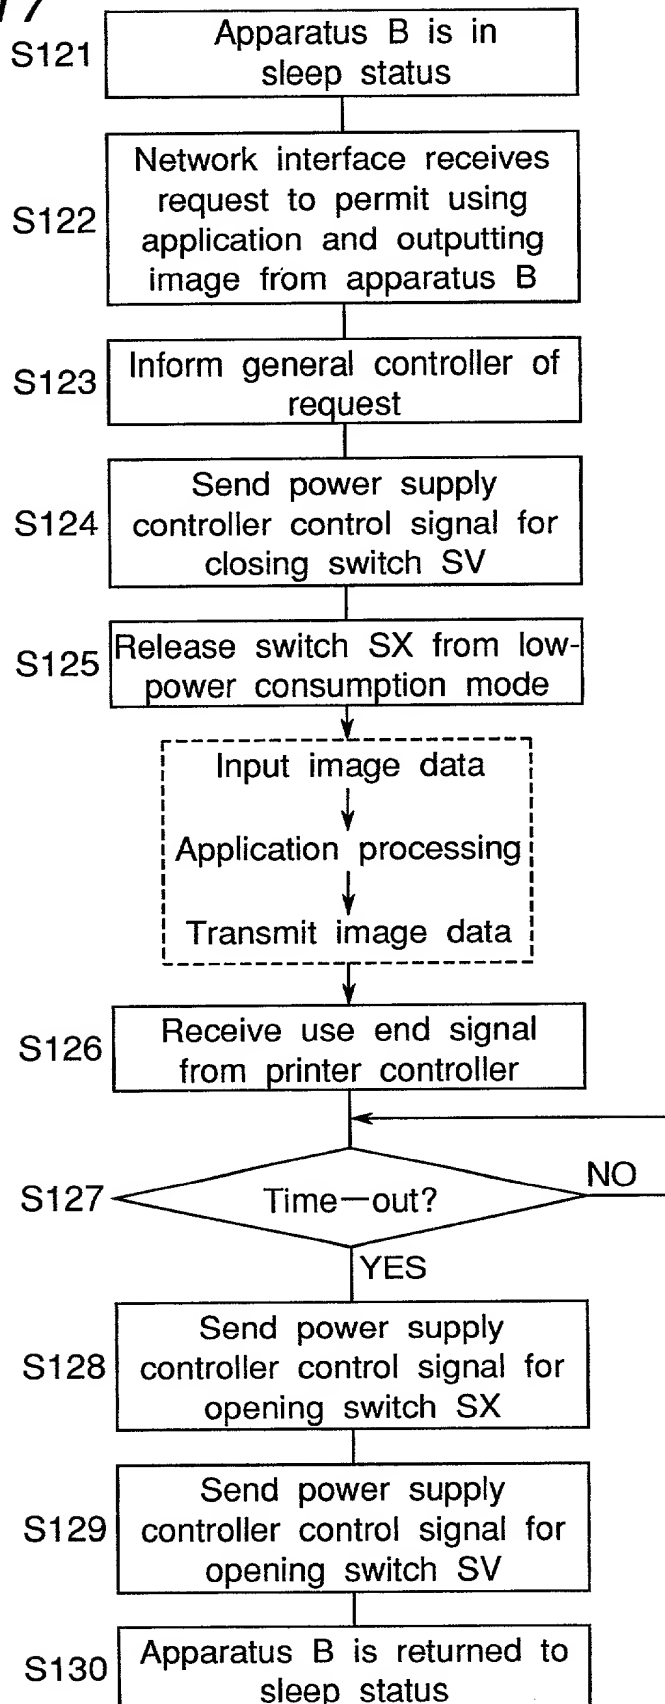 17
S121
Apparatus B is in
sleep status
S122
Network interface receives
request to permit using
application and outputting
image from apparatus B
S123
Inform general controller of
request
S124
Send power supply
controller control signal for
closing switch SV
S125
Release switch SX from low-
power consumption mode
Input image data
Application processing
Transmit image data
S126
Receive use end signal
from printer controller
S127
Time—out?
NO
YES
S128
Send power supply
controller control signal for
opening switch SX
S129
Send power supply
controller control signal for
opening switch SV
S130
Apparatus B is returned to
sleep status